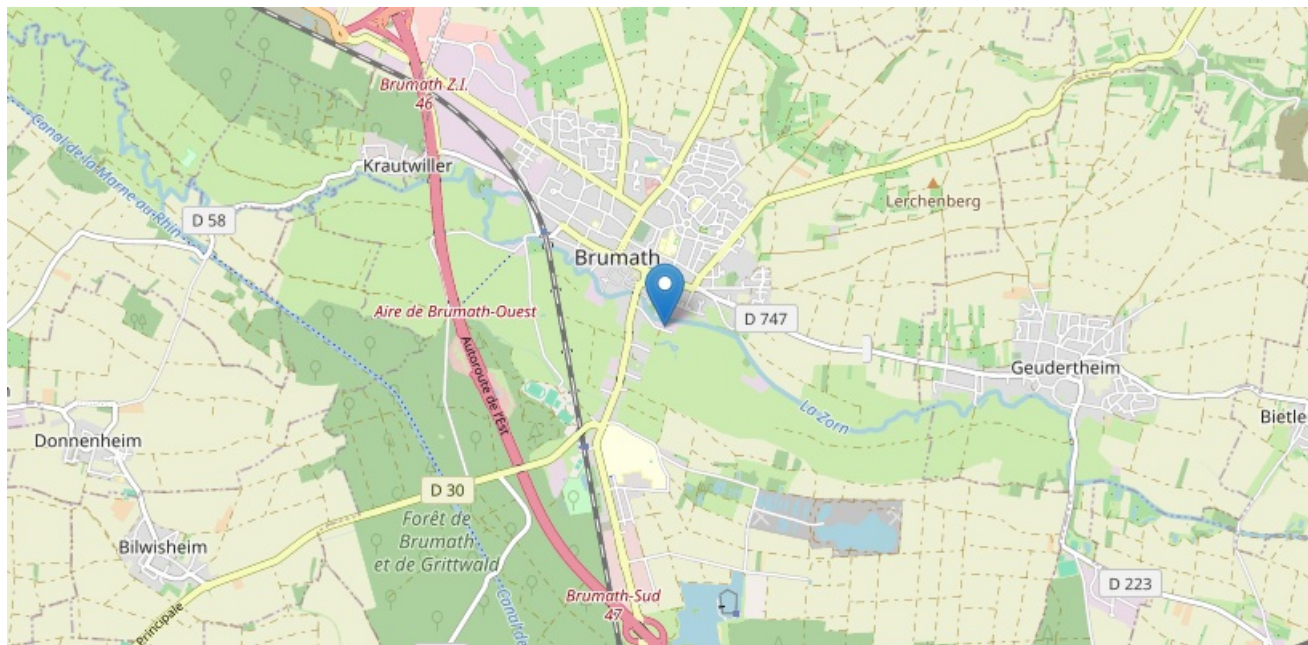 Brumath Z.I.
46
Canal de la Marne au Rhin
Krautwiller
Lerchenberg
D 58
Brumath
Aire de Brumath-Ouest
D 747
Autoroute de l'Est
Geudertheim
La Zorn
Bietle
Donnenheim
D 30
Forêt de
Brumath
et de Grittwald
Bilwisheim
D 223
Brumath-Sud
47
Canal de
Principale